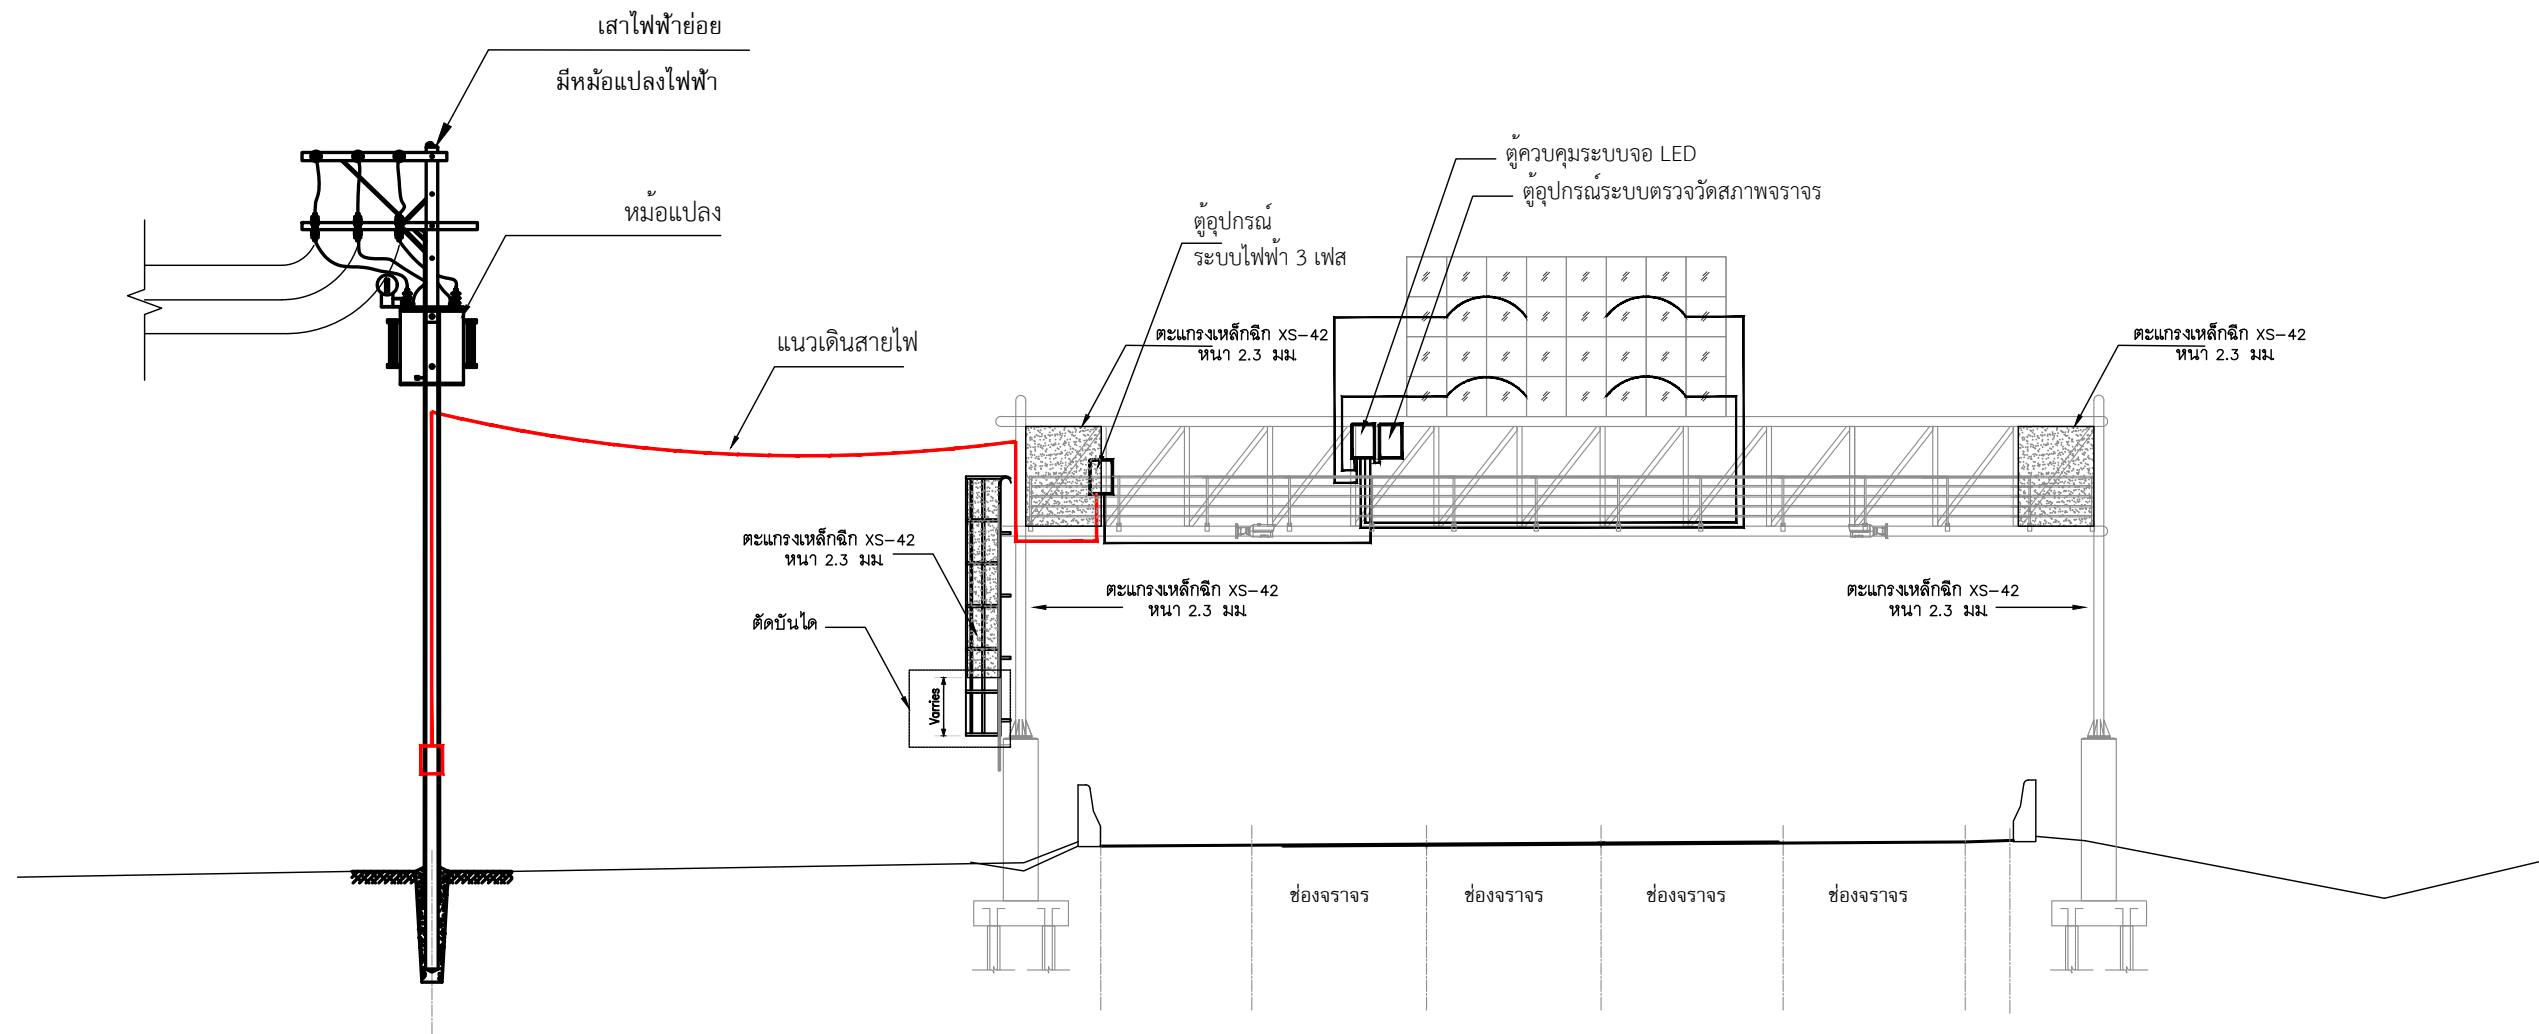 เสาไฟฟ้าย่อย
มีหม้อแปลงไฟฟ้า
หม้อแปลง
แนวเดินสายไฟ
ตู้ควบคุมระบบจอ LED
ตู้อุปกรณ์ระบบตรวจวัดสภาพจราจร
ตู้อุปกรณ์
ระบบไฟฟ้า 3 เฟส
ตะแกรงเหล็กฉีก XS-42
หนา 2.3 มม.
ตะแกรงเหล็กฉีก XS-42
หนา 2.3 มม.
ตะแกรงเหล็กฉีก XS-42
หนา 2.3 มม.
ตะแกรงเหล็กฉีก XS-42
หนา 2.3 มม.
ตะแกรงเหล็กฉีก XS-42
หนา 2.3 มม.
ตัดบันได
Varries
ช่องจราจร
ช่องจราจร
ช่องจราจร
ช่องจราจร